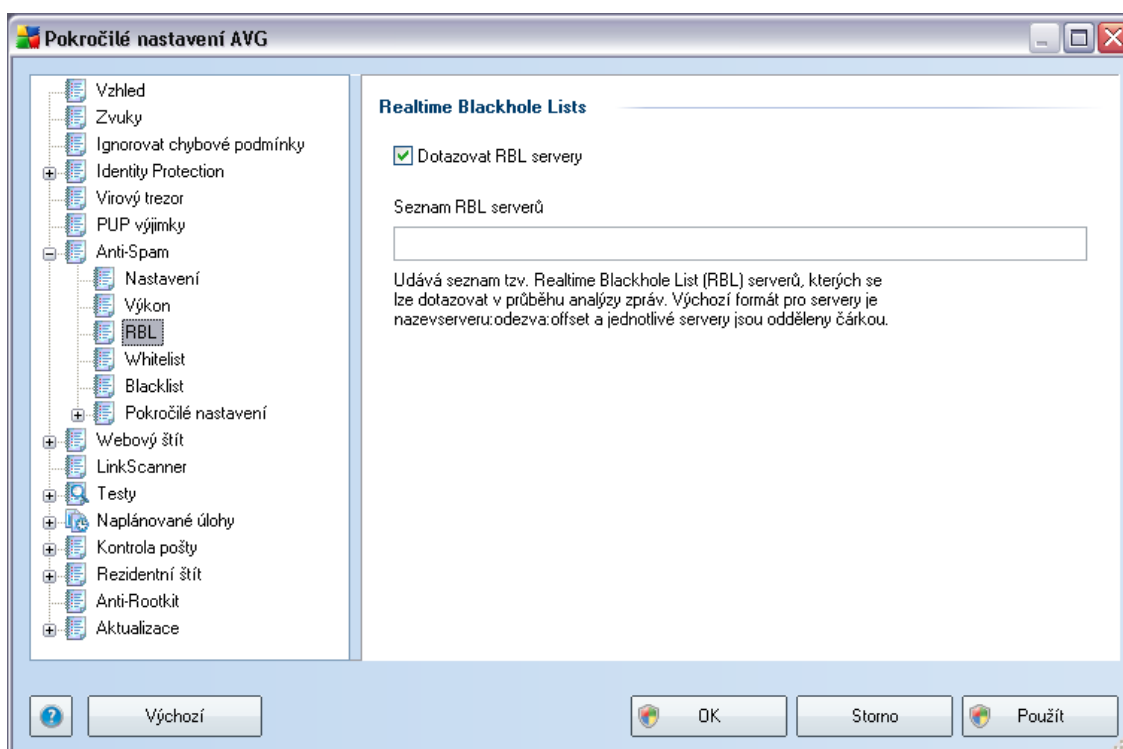 Pokročilé nastavení AVG
Vzhled
Zvuky
Ignorovat chybové podmínky
Identity Protection
Virový trezor
PUP výjimky
Anti-Spam
Nastavení
Výkon
RBL
Whitelist
Blacklist
Pokročilé nastavení
Webový štít
LinkScanner
Testy
Naplánované úlohy
Kontrola pošty
Rezidentní štít
Anti-Rootkit
Aktualizace
Realtime Blackhole Lists
Dotazovat RBL servery
Seznam RBL serverů
Udává seznam tzv. Realtime Blackhole List (RBL) serverů, kterých se
lze dotazovat v průběhu analýzy zpráv. Výchozí formát pro servery je
nazevserveru:odezva:offset a jednotlivé servery jsou odděleny čárkou.
Výchozí
OK
Storno
Použít